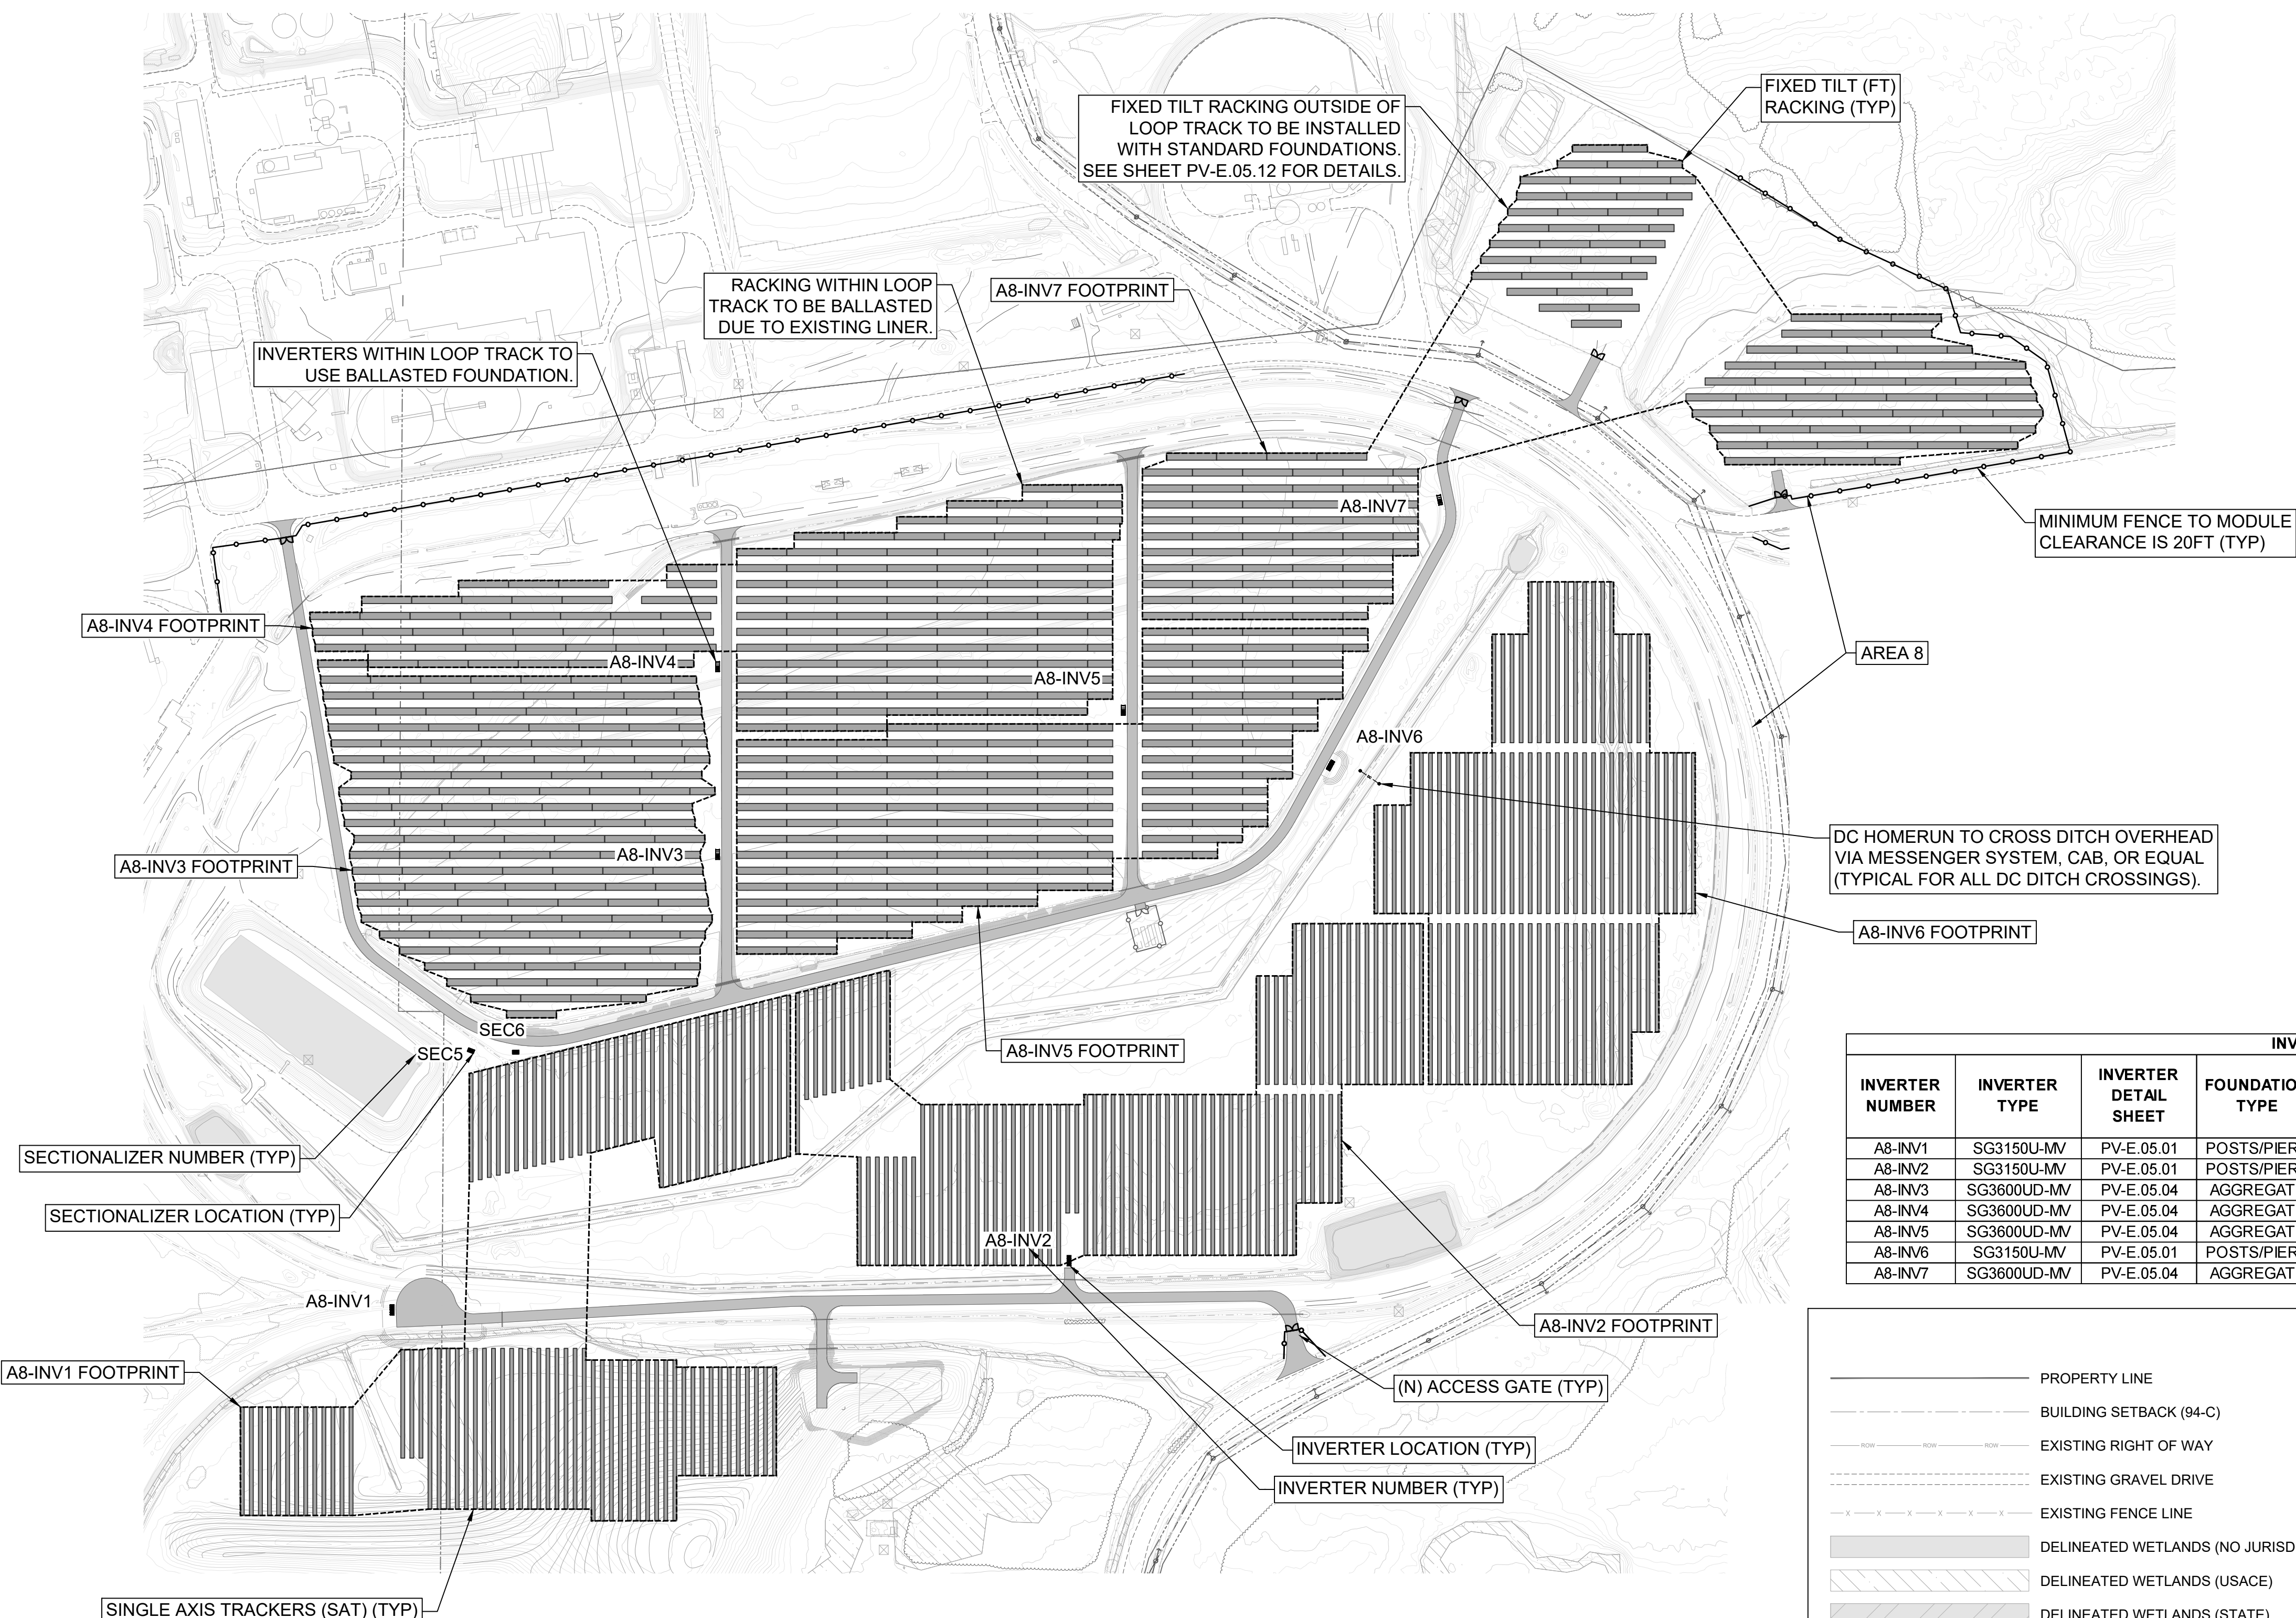 FIXED TILT (FT)
RACKING (TYP)
FIXED TILT RACKING OUTSIDE OF
LOOP TRACK TO BE INSTALLED
WITH STANDARD FOUNDATIONS.
SEE SHEET PV-E.05.12 FOR DETAILS.
RACKING WITHIN LOOP
TRACK TO BE BALLASTED
DUE TO EXISTING LINER.
A8-INV7 FOOTPRINT
INVERTERS WITHIN LOOP TRACK TO
USE BALLASTED FOUNDATION.
A8-INV7
MINIMUM FENCE TO MODULE
CLEARANCE IS 20FT (TYP)
A8-INV4 FOOTPRINT
A8-INV4
A8-INV5
AREA 8
A8-INV6
A8-INV3
A8-INV3 FOOTPRINT
DC HOMERUN TO CROSS DITCH OVERHEAD
VIA MESSENGER SYSTEM, CAB, OR EQUAL
(TYPICAL FOR ALL DC DITCH CROSSINGS).
A8-INV6 FOOTPRINT
SEC6
SEC5
A8-INV5 FOOTPRINT
SECTIONALIZER NUMBER (TYP)
SECTIONALIZER LOCATION (TYP)
A8-INV2
A8-INV1
A8-INV2 FOOTPRINT
A8-INV1 FOOTPRINT
(N) ACCESS GATE (TYP)
INVERTER LOCATION (TYP)
INVERTER NUMBER (TYP)
SINGLE AXIS TRACKERS (SAT) (TYP)
INV
INVERTER NUMBER INVERTER TYPE INVERTER DETAIL SHEET FOUNDATIO TYPE
A8-INV1 SG3150U-MV PV-E.05.01 POSTS/PIER
A8-INV2 SG3150U-MV PV-E.05.01 POSTS/PIER
A8-INV3 SG3600UD-MV PV-E.05.04 AGGREGAT
A8-INV4 SG3600UD-MV PV-E.05.04 AGGREGAT
A8-INV5 SG3600UD-MV PV-E.05.04 AGGREGAT
A8-INV6 SG3150U-MV PV-E.05.01 POSTS/PIER
A8-INV7 SG3600UD-MV PV-E.05.04 AGGREGAT
PROPERTY LINE
BUILDING SETBACK (94-C)
ROW ROW ROW EXISTING RIGHT OF WAY
EXISTING GRAVEL DRIVE
X X X X X X EXISTING FENCE LINE
DELINEATED WETLANDS (NO JURISD
DELINEATED WETLANDS (USACE)
DELINEATED WETLANDS (STATE)